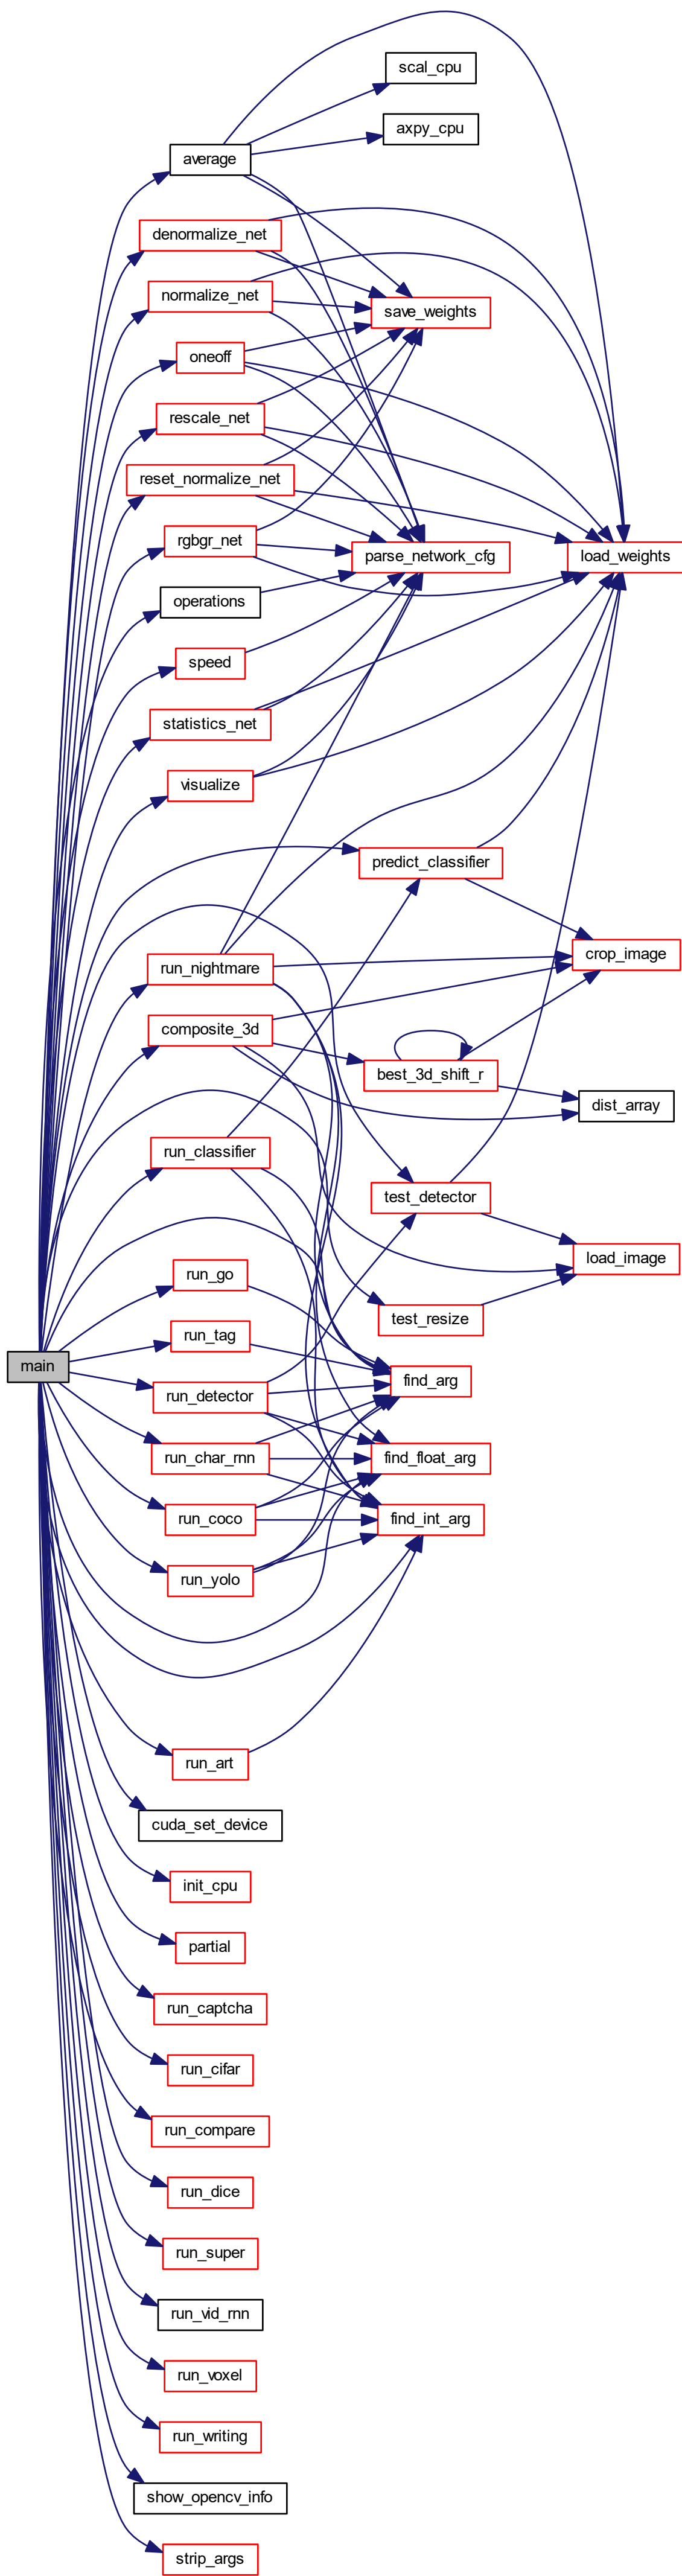 scal_cpu
axpy_cpu
average
denormalize_net
normalize_net
save_weights
oneoff
rescale_net
reset_normalize_net
rgbgr_net
parse_network_cfg
load_weights
operations
speed
statistics_net
visualize
predict_classifier
crop_image
run_nightmare
composite_3d
best_3d_shift_r
dist_array
run_classifier
test_detector
load_image
run_go
test_resize
run_tag
main
find_arg
run_detector
run_char_rnn
find_float_arg
run_coco
find_int_arg
run_yolo
run_art
cuda_set_device
init_cpu
partial
run_captcha
run_cifar
run_compare
run_dice
run_super
run_vid_rnn
run_voxel
run_writing
show_opencv_info
strip_args